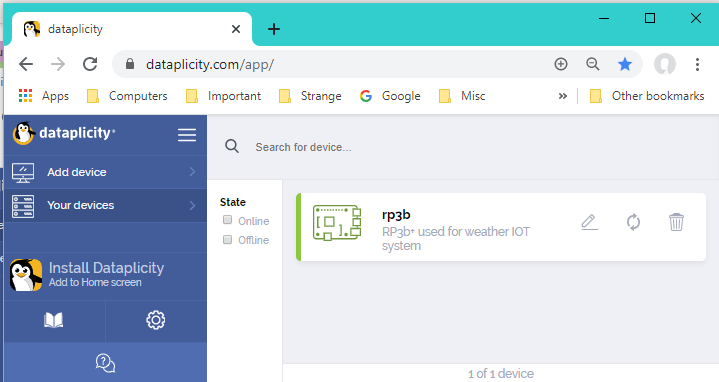 dataplicity
dataplicity.com/app/
Apps Computers Important Strange Google Misc » Other bookmarks
dataplicity
Search for device...
Add device
Your devices
State
Online
Offline
rp3b
RP3b+ used for weather IOT
system
Install Dataplicity
Add to Home screen
1 of 1 device